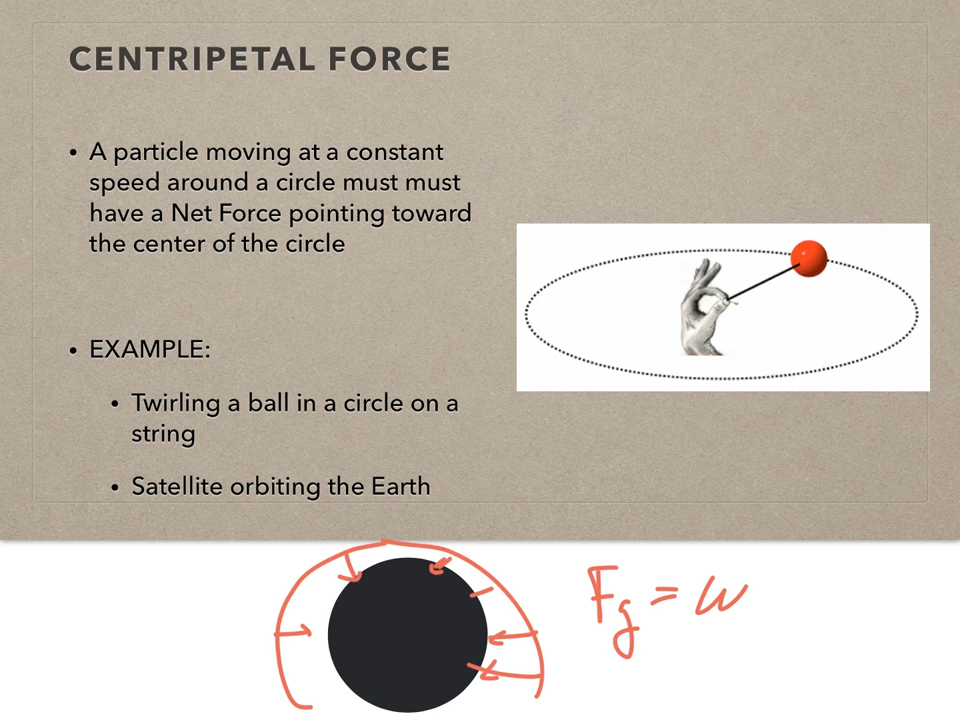 CENTRIPETAL FORCE
• A particle moving at a constant
speed around a circle must must
have a Net Force pointing toward
the center of the circle
• EXAMPLE:
• Twirling a ball in a circle on a
string
• Satellite orbiting the Earth
Fg = w